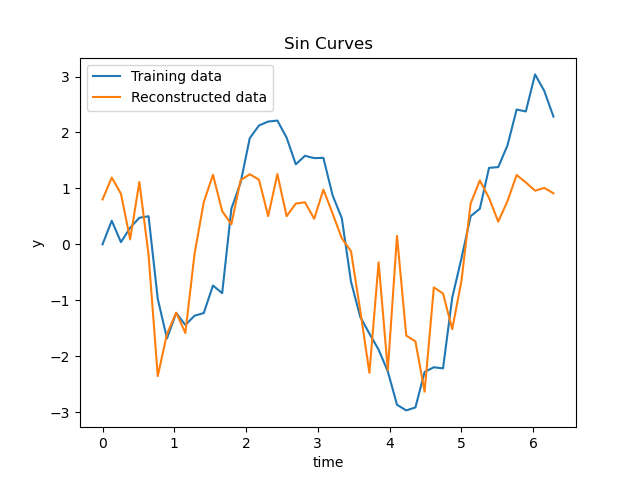 Sin Curves
Training data
Reconstructed data
y
3
2
1
0
−1
−2
−3
0 1 2 3 4 5 6
time